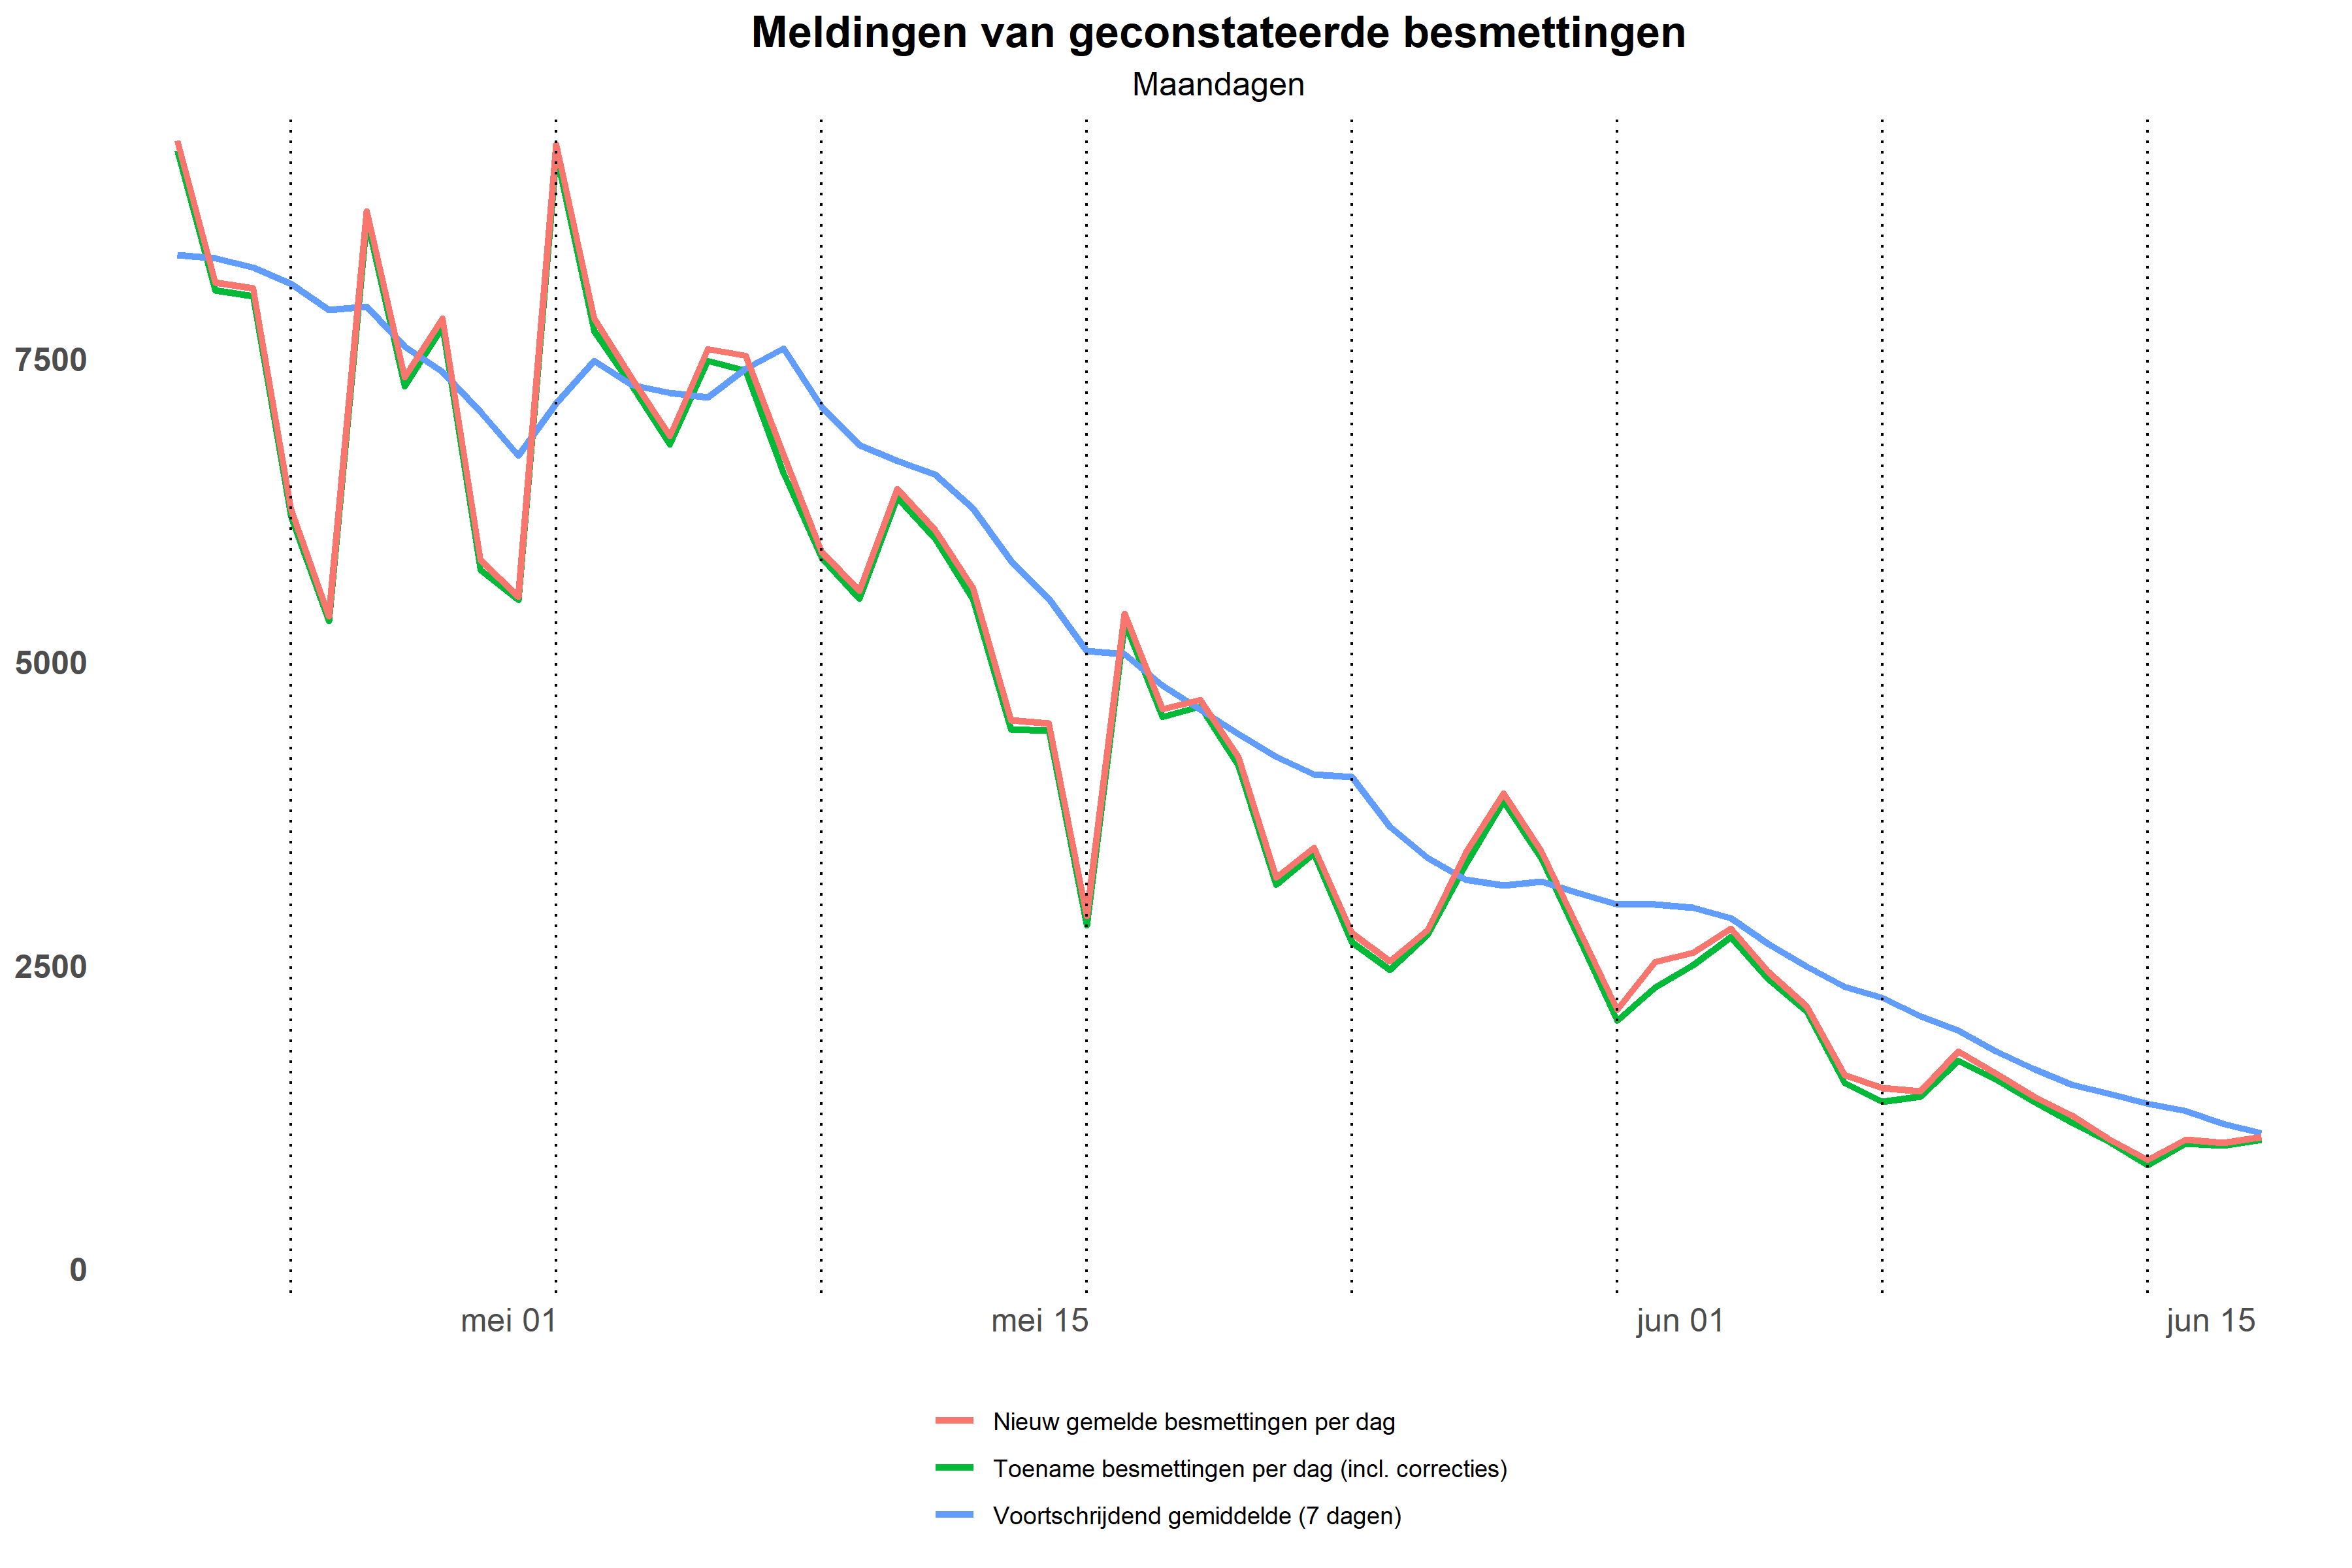 Meldingen van geconstateerde besmettingen
Maandagen
7500
5000
2500
0
mei 01
mei 15
jun 01
jun 15
Nieuw gemelde besmettingen per dag
Toename besmettingen per dag (incl. correcties)
Voortschrijdend gemiddelde (7 dagen)